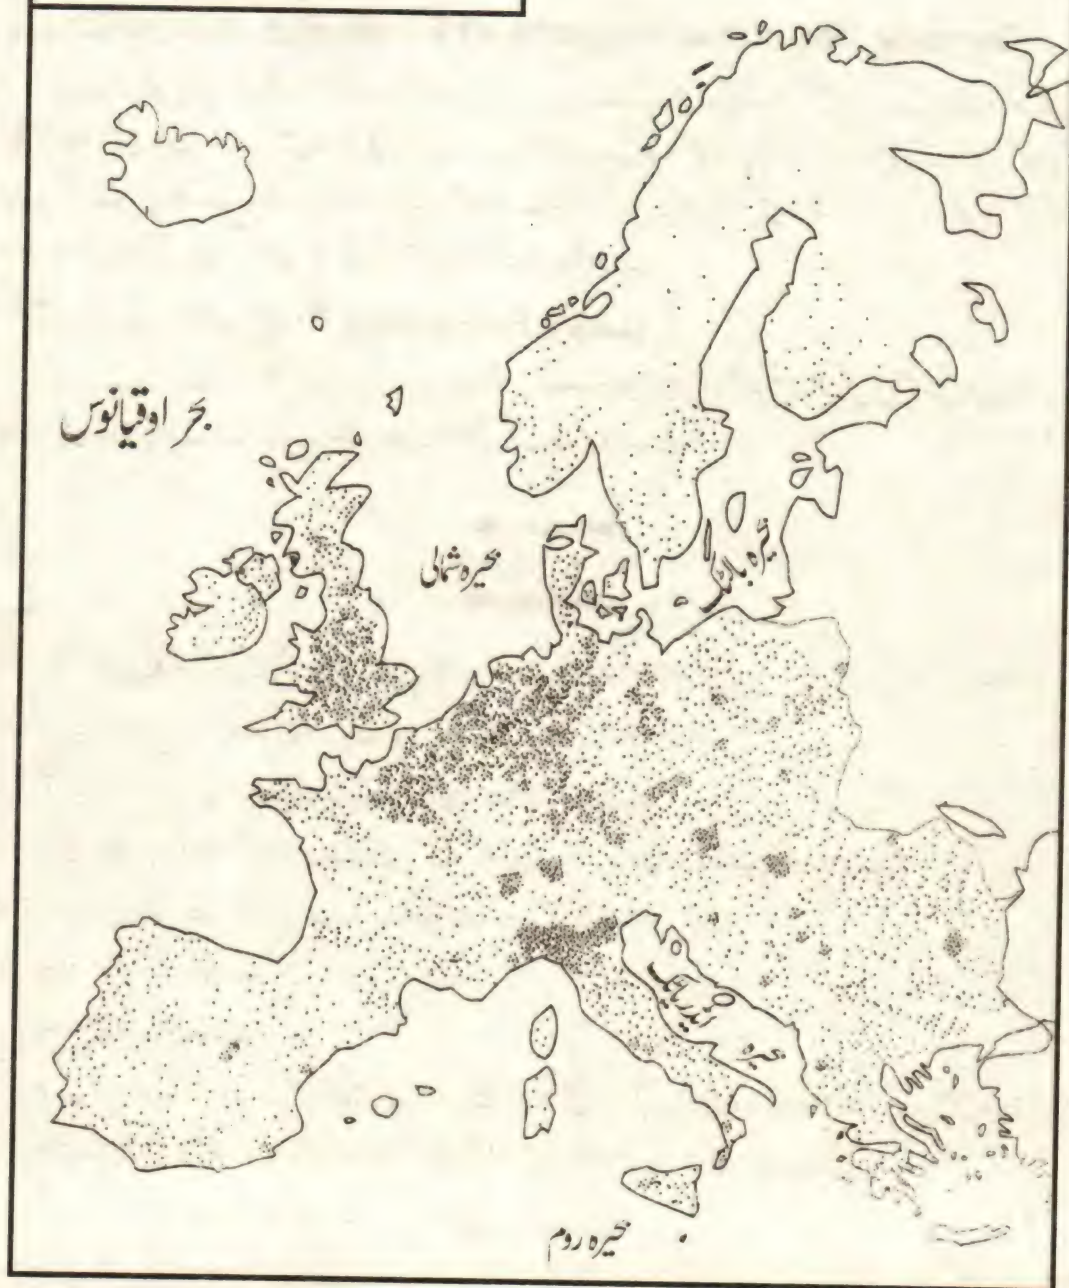 بحر اوقیانوس
بحیرہ شمالی
بحیرہ بالٹک
بحیرہ ایڈریاٹک
بحیرہ روم